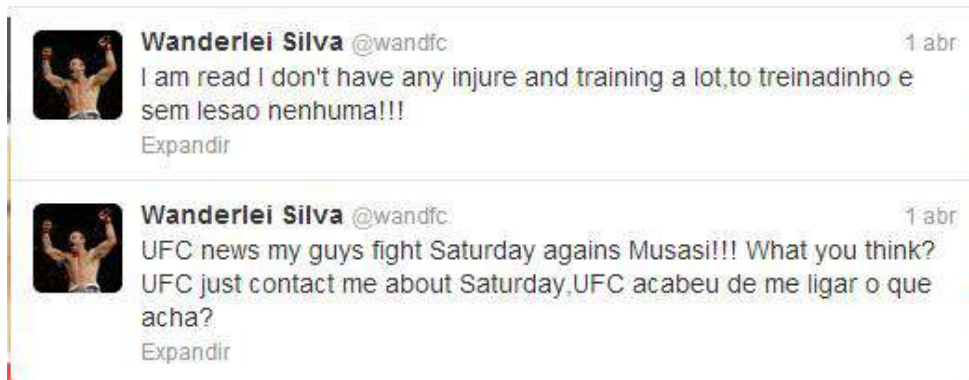 Wanderlei Silva @wandfc 1 abr
I am read I don't have any injure and training a lot,to treinadinho e
sem lesao nenhuma!!!
Expandir
Wanderlei Silva @wandfc 1 abr
UFC news my guys fight Saturday agains Musasi!!! What you think?
UFC just contact me about Saturday,UFC acabeu de me ligar o que
acha?
Expandir